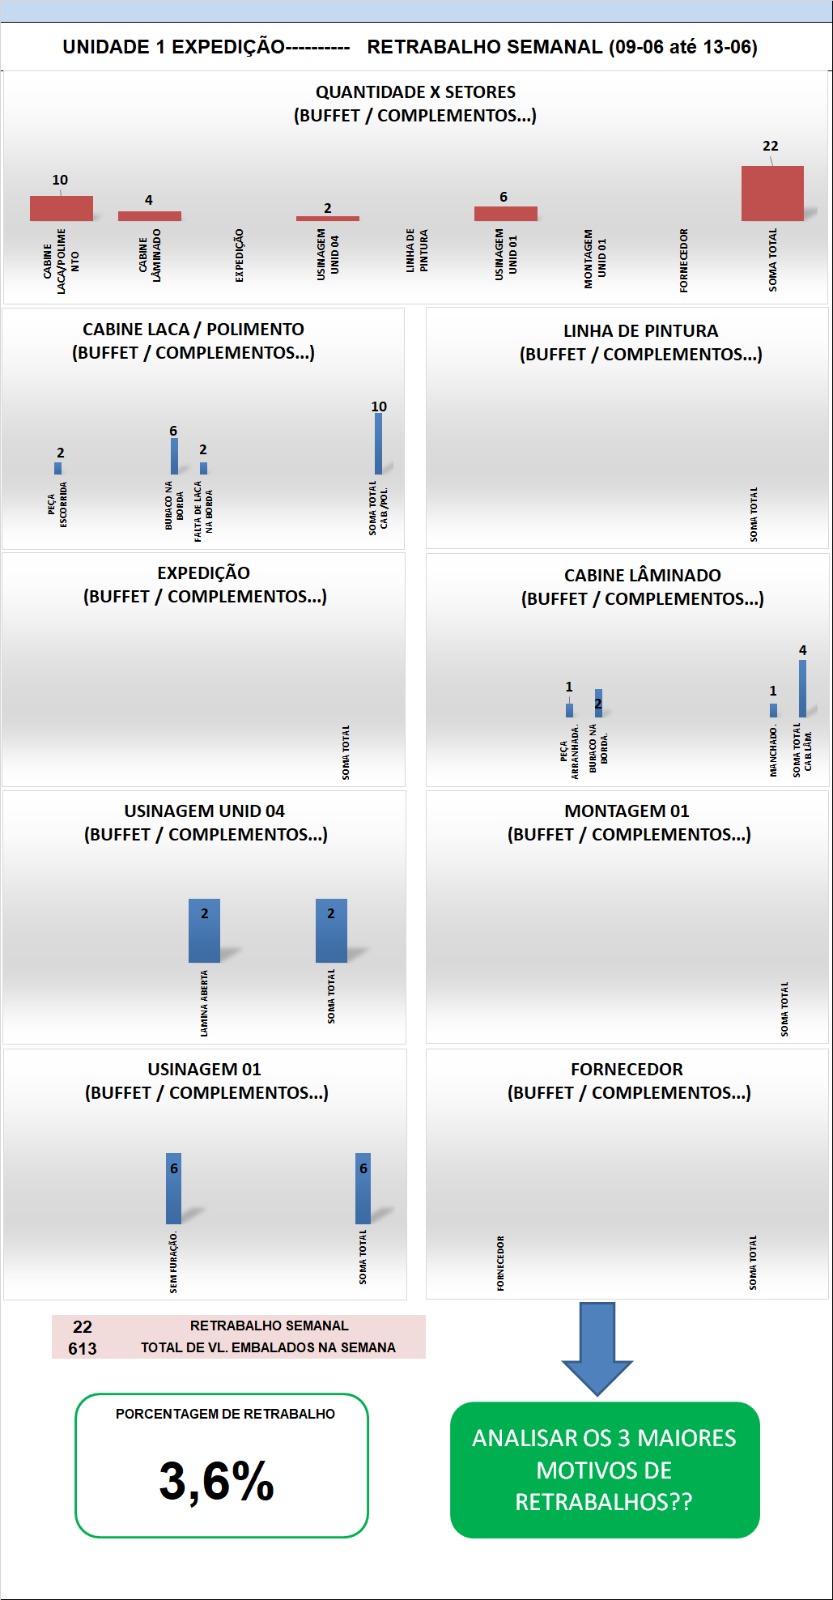 UNIDADE 1 EXPEDIÇÃO---------- RETRABALHO SEMANAL (09-06 até 13-06)
QUANTIDADE X SETORES
(BUFFET / COMPLEMENTOS...)
10
4
2
6
22
CABINE
LACA/POLIME
NTO
CABINE
LÂMINADO
EXPEDIÇÃO
USINAGEM
UNID 04
LINHA DE
PINTURA
USINAGEM
UNID 01
MONTAGEM
UNID 01
FORNECEDOR
SOMA TOTAL
CABINE LACA / POLIMENTO
(BUFFET / COMPLEMENTOS...)
2
6
2
10
PEÇA
ESCORRIDA
BURACO NA
BORDA
FALTA DE LACA
NA BORDA
SOMA TOTAL
CAB./POL.
LINHA DE PINTURA
(BUFFET / COMPLEMENTOS...)
SOMA TOTAL
EXPEDIÇÃO
(BUFFET / COMPLEMENTOS...)
SOMA TOTAL
CABINE LÂMINADO
(BUFFET / COMPLEMENTOS...)
1
2
1
4
PEÇA
ARRANHADA.
BURACO NA
BORDA.
MANCHADO.
SOMA TOTAL
CAB.LÂM.
USINAGEM UNID 04
(BUFFET / COMPLEMENTOS...)
2
2
LAMINA ABERTA
SOMA TOTAL
MONTAGEM 01
(BUFFET / COMPLEMENTOS...)
SOMA TOTAL
USINAGEM 01
(BUFFET / COMPLEMENTOS...)
6
6
SEM FURAÇÃO.
SOMA TOTAL
FORNECEDOR
(BUFFET / COMPLEMENTOS...)
FORNECEDOR
SOMA TOTAL
22 RETRABALHO SEMANAL
613 TOTAL DE VL. EMBALADOS NA SEMANA
PORCENTAGEM DE RETRABALHO
3,6%
ANALISAR OS 3 MAIORES
MOTIVOS DE
RETRABALHOS??